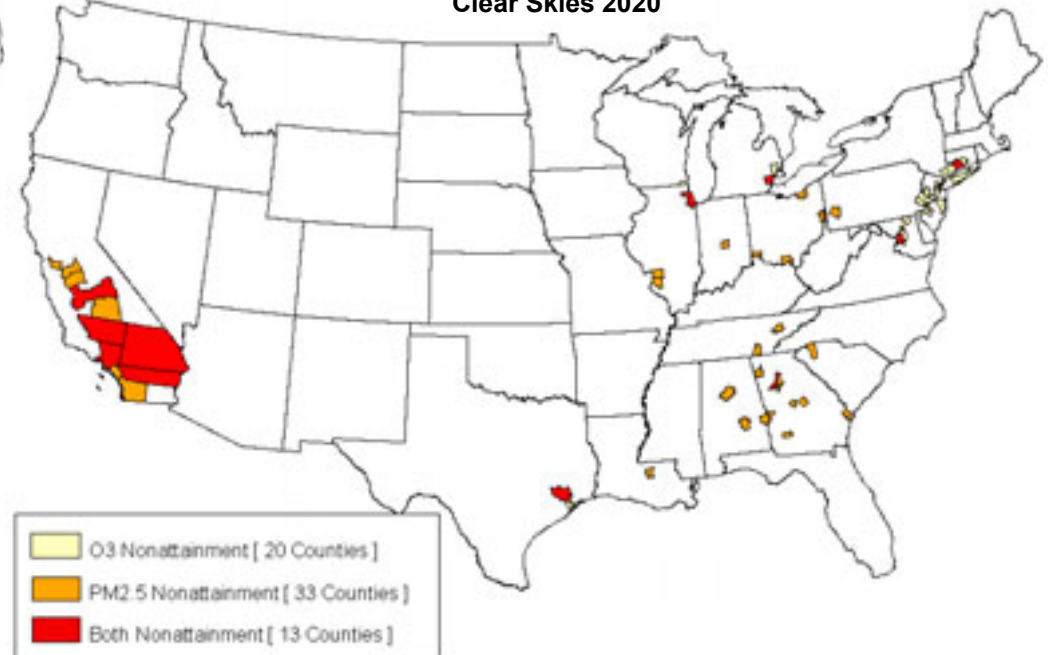 Clear Skies 2020
O3 Nonattainment [ 20 Counties ]
PM2.5 Nonattainment [ 33 Counties ]
Both Nonattainment [ 13 Counties ]